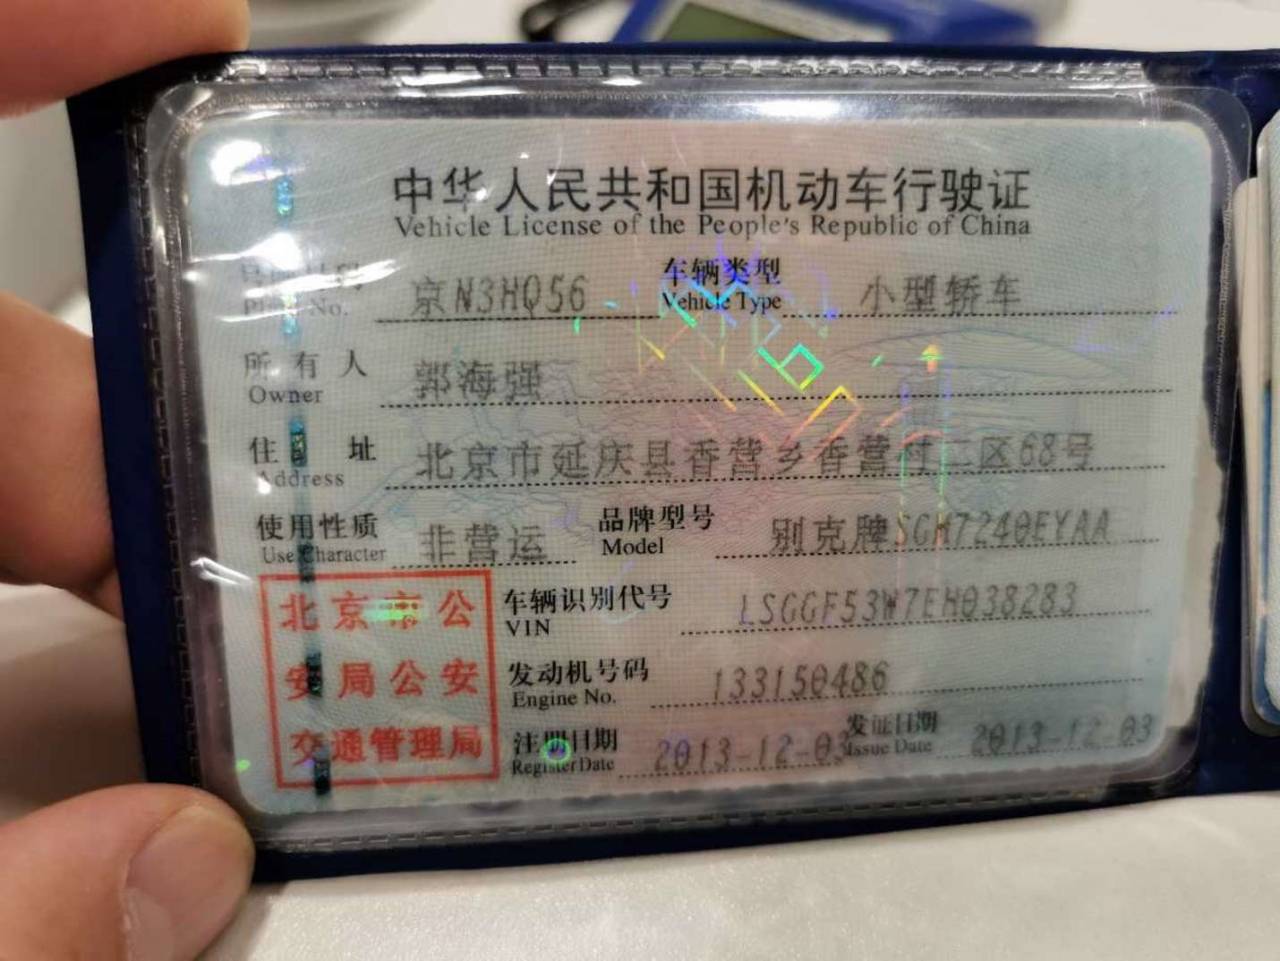 中华人民共和国机动车行驶证
Vehicle License of the People's Republic of China
号牌号码 京N3HQ56 车辆类型 小型轿车
Plate No. Vehicle Type
所有人 郭海强
Owner
住址 北京市延庆县香营乡香营村二区68号
Address
使用性质 非营运 品牌型号 别克牌SGM7240EYAA
Use Character Model
北京市公 车辆识别代号 LSGGF53W7EH038283
VIN
安局公安 发动机号码 133150486
Engine No.
交通管理局 注册日期 2013-12-03 发证日期 2013-12-03
Register Date Issue Date